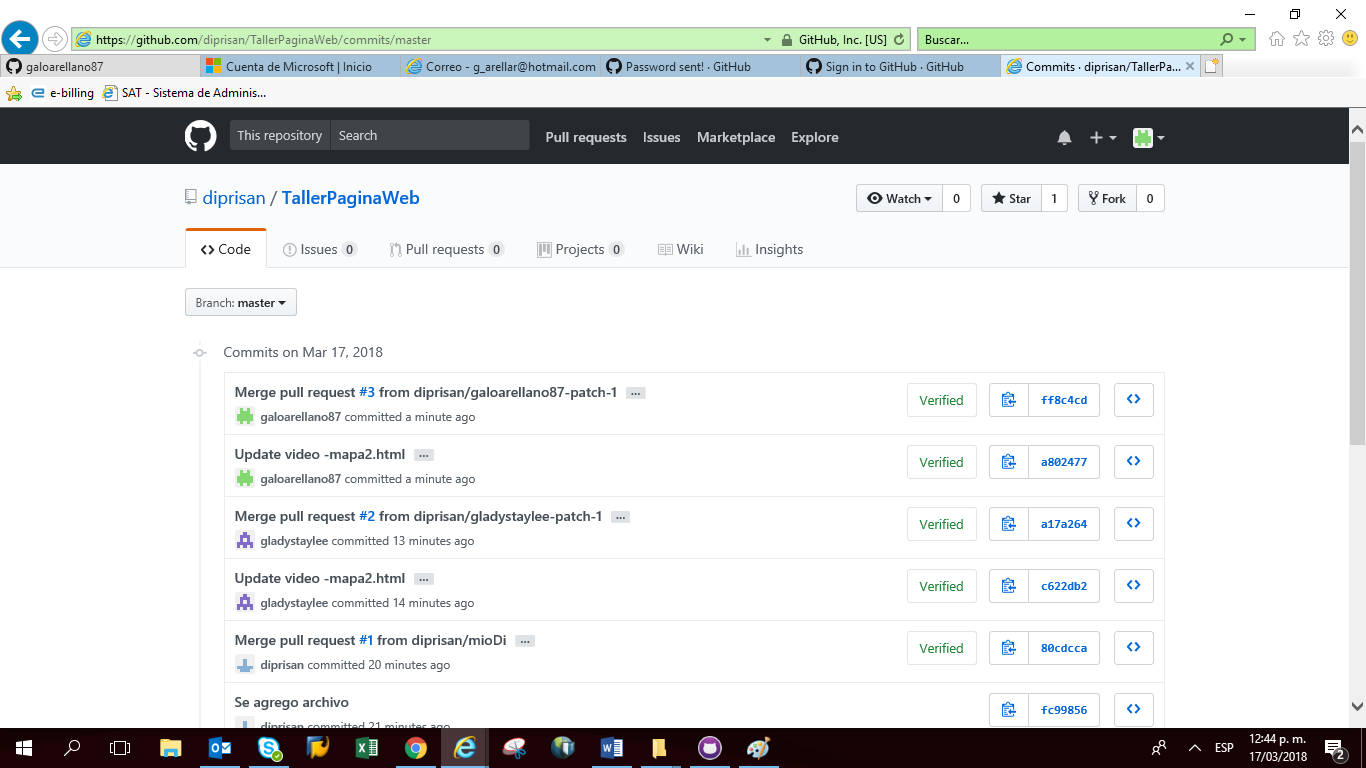 https://github.com/diprisan/TallerPaginaWeb/commits/master
GitHub, Inc. [US]
Buscar...
galoarellano87
Cuenta de Microsoft | Inicio
Correo - g_arellar@hotmail.com
Password sent! · GitHub
Sign in to GitHub · GitHub
Commits · diprisan/TallerPa...
e-billing
SAT - Sistema de Adminis...
This repository
Search
Pull requests
Issues
Marketplace
Explore
diprisan / TallerPaginaWeb
Watch 0
Star 1
Fork 0
Code
Issues 0
Pull requests 0
Projects 0
Wiki
Insights
Branch: master
Commits on Mar 17, 2018
Merge pull request #3 from diprisan/galoarellano87-patch-1 ...
galoarellano87 committed a minute ago
Verified
ff8c4cd
Update video -mapa2.html ...
galoarellano87 committed a minute ago
Verified
a802477
Merge pull request #2 from diprisan/gladystaylee-patch-1 ...
gladystaylee committed 13 minutes ago
Verified
a17a264
Update video -mapa2.html ...
gladystaylee committed 14 minutes ago
Verified
c622db2
Merge pull request #1 from diprisan/mioDi ...
diprisan committed 20 minutes ago
Verified
80cdcca
Se agrego archivo
diprisan committed 21 minutes ago
fc99856
ESP
12:44 p. m.
17/03/2018
2